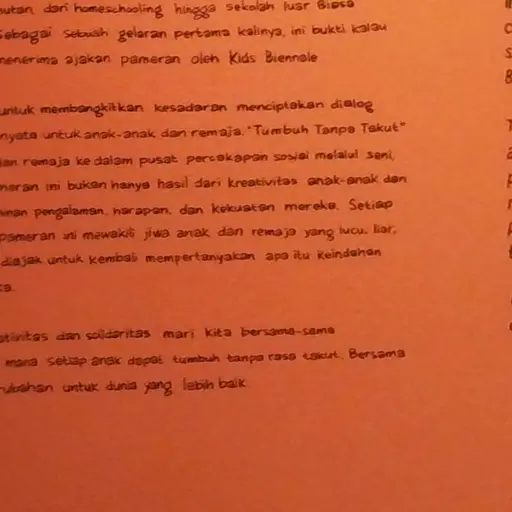 hutan, dari homeschooling hingga sekolah luar Biasa
Sebagai sebuah gelaran pertama kalinya, ini bukti kalau
menerima ajakan pameran oleh Kids Biennale
untuk membangkitkan kesadaran menciptakan dialog
nyata untuk anak-anak dan remaja. "Tumbuh Tanpa Takut"
dan remaja ke dalam pusat percakapan sosial melalui seni,
meran ini bukan hanya hasil dari kreativitas anak-anak dan
pengalaman, harapan, dan kekuatan mereka. Setiap
pameran ini mewakili jiwa anak dan remaja yang lucu, liar,
diajak untuk kembali mempertanyakan apa itu keindahan
solidaritas mari kita bersama-sama
mana setiap anak dapat tumbuh tanpa rasa takut. Bersama
rubahan untuk dunia yang lebih baik